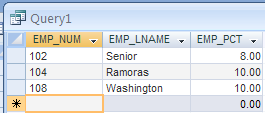 Query1
EMP_NUM EMP_LNAME EMP_PCT
102 Senior 8.00
104 Ramoras 10.00
108 Washington 10.00
0.00